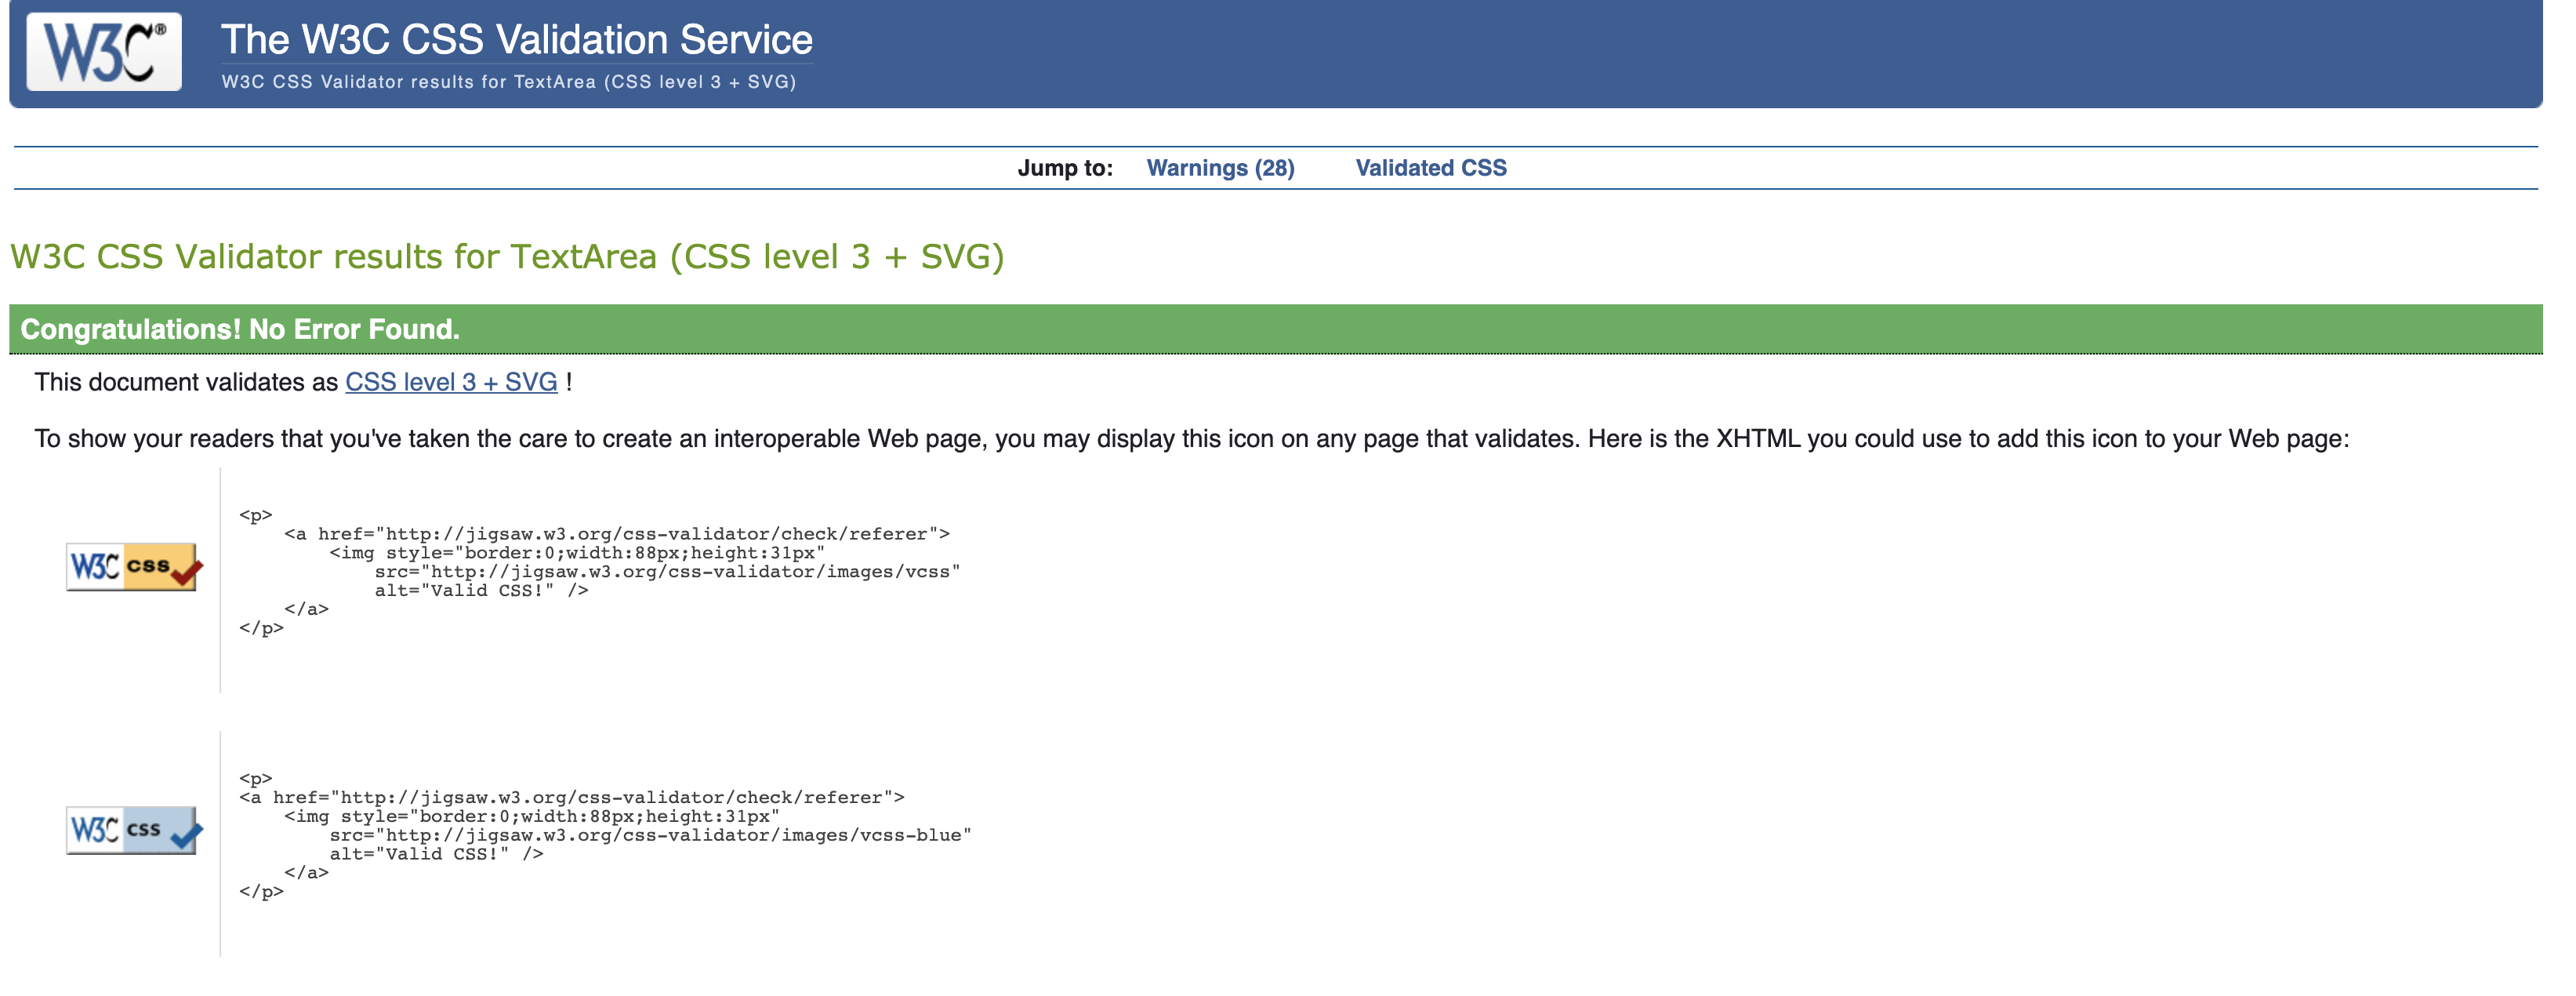 W3C®
The W3C CSS Validation Service
W3C CSS Validator results for TextArea (CSS level 3 + SVG)
Jump to: Warnings (28) Validated CSS
W3C CSS Validator results for TextArea (CSS level 3 + SVG)
Congratulations! No Error Found.
This document validates as CSS level 3 + SVG !
To show your readers that you've taken the care to create an interoperable Web page, you may display this icon on any page that validates. Here is the XHTML you could use to add this icon to your Web page:
W3C css
<p>
<a href="http://jigsaw.w3.org/css-validator/check/referer">
<img style="border:0;width:88px;height:31px"
src="http://jigsaw.w3.org/css-validator/images/vcss"
alt="Valid CSS!" />
</a>
</p>
W3C css
<p>
<a href="http://jigsaw.w3.org/css-validator/check/referer">
<img style="border:0;width:88px;height:31px"
src="http://jigsaw.w3.org/css-validator/images/vcss-blue"
alt="Valid CSS!" />
</a>
</p>